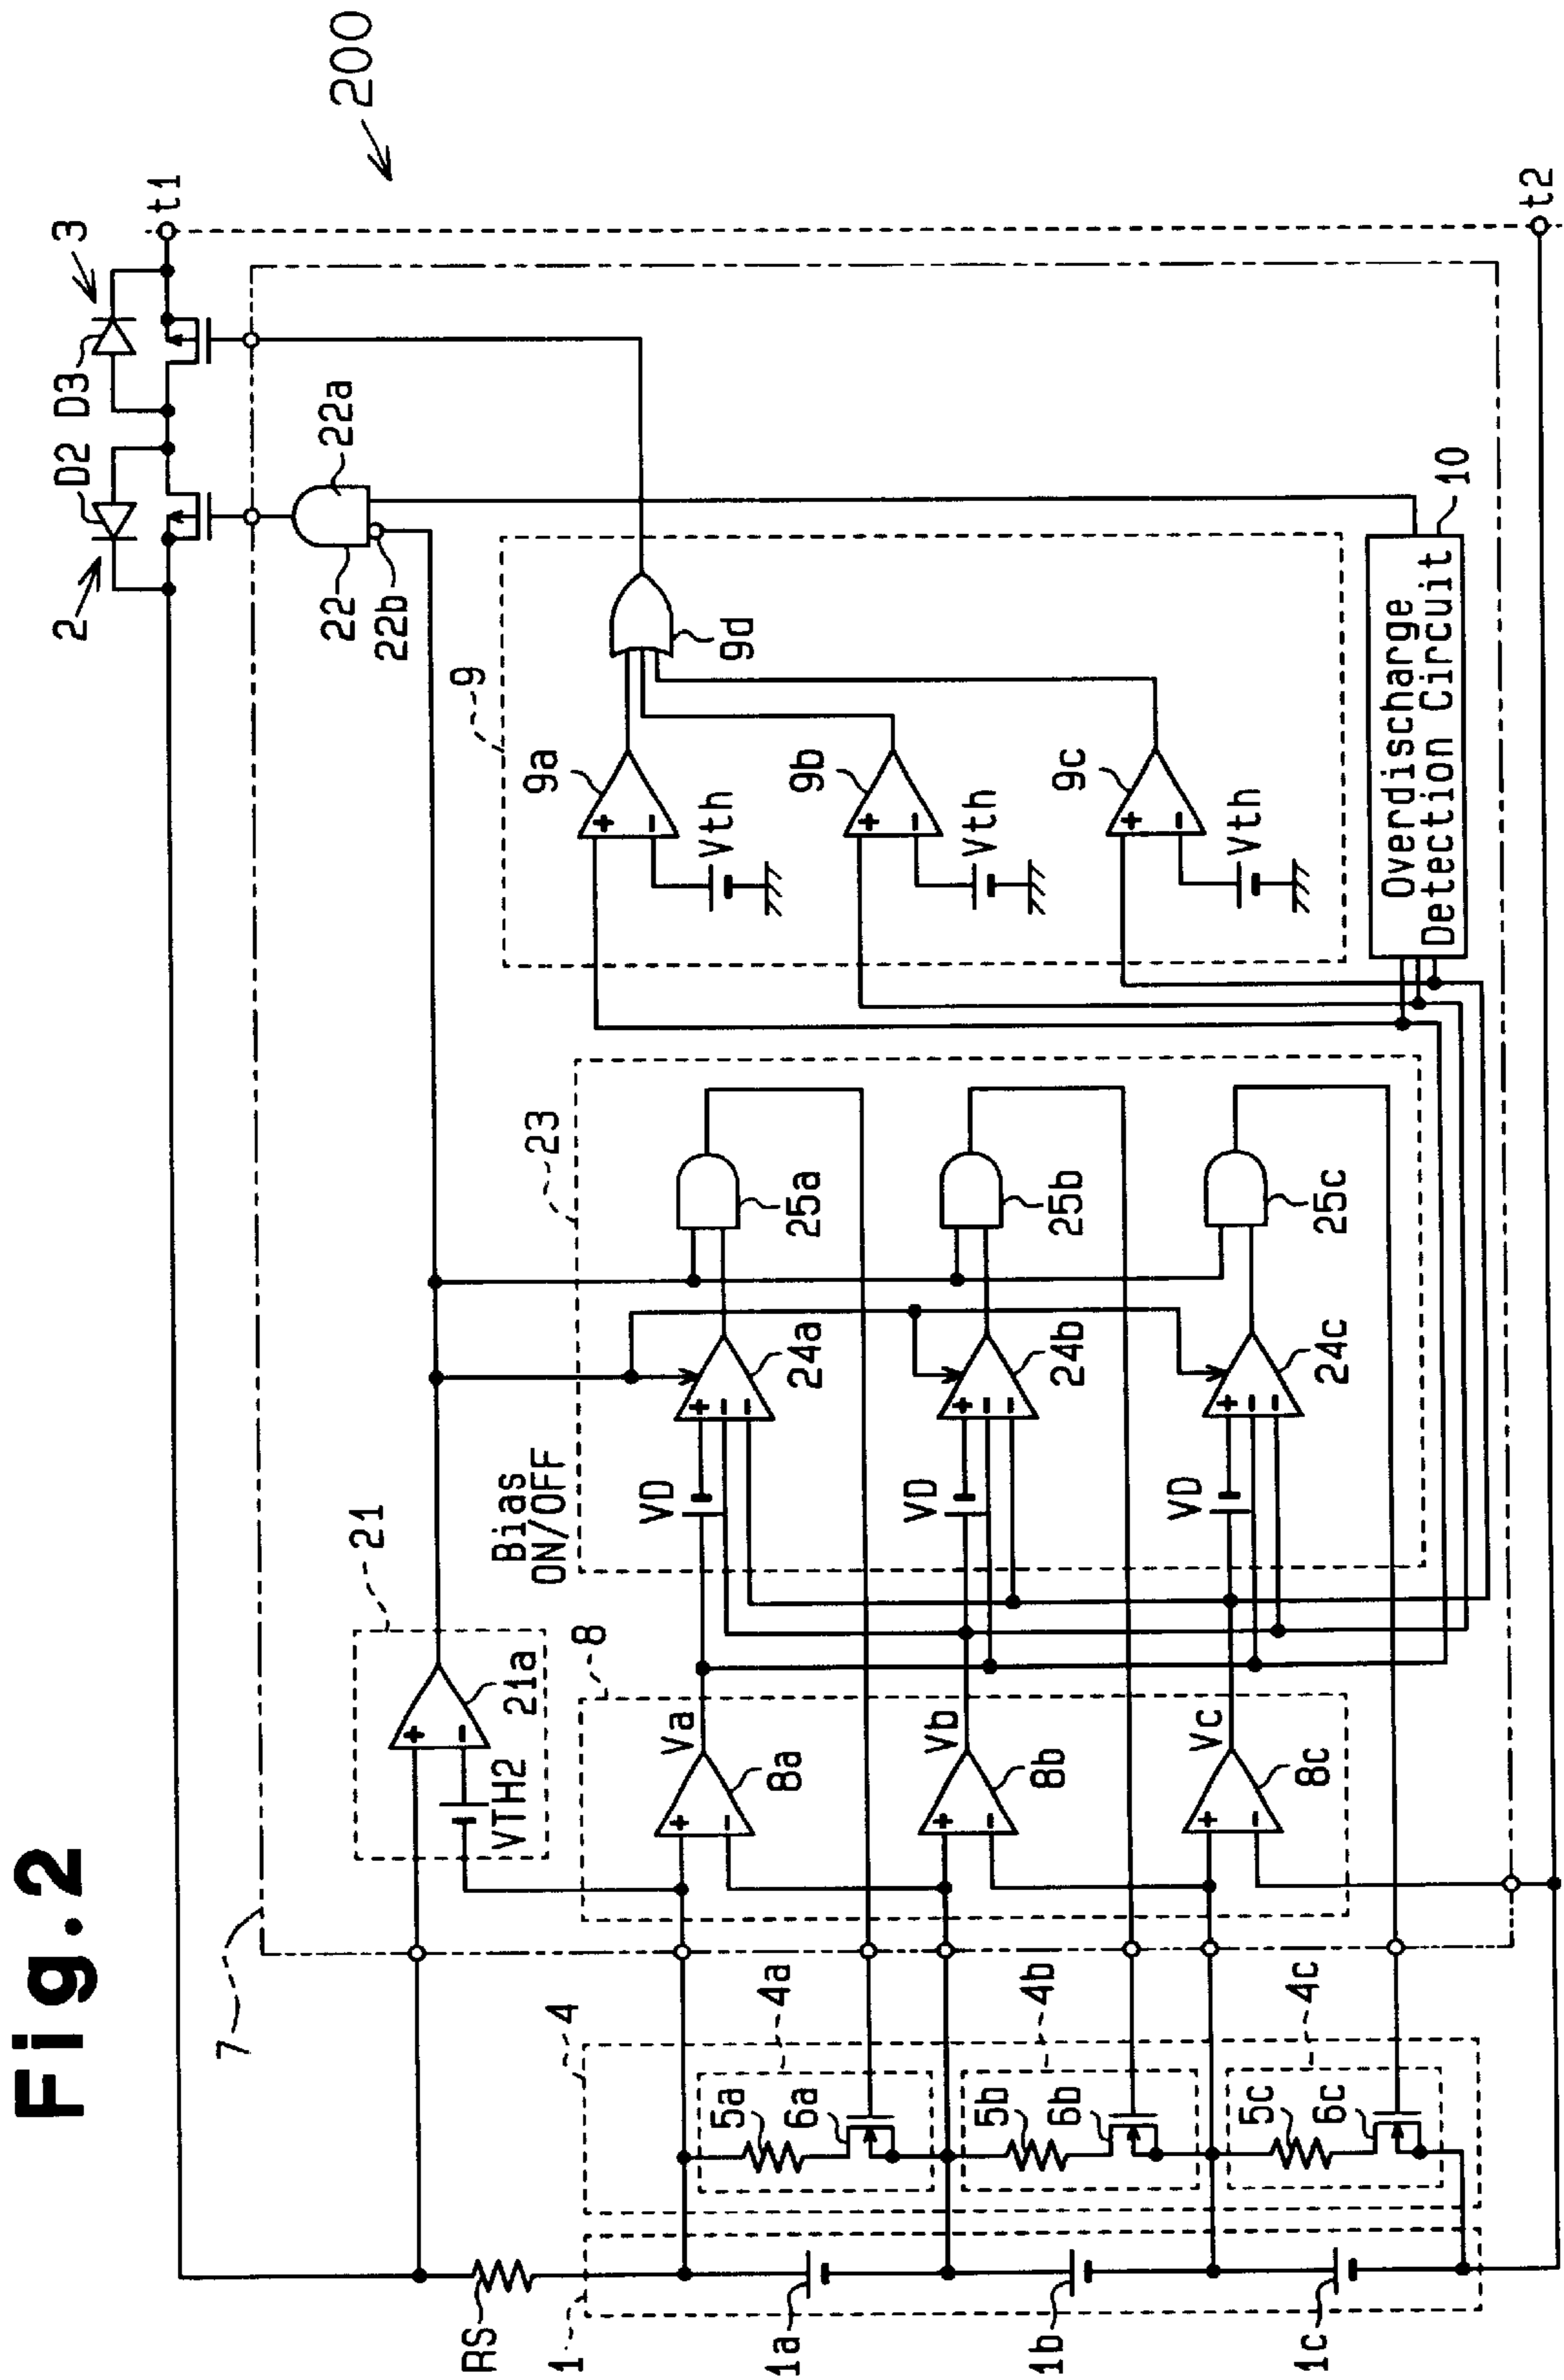 Fig.2
200
2
D2
D3
3
t1
7
21
22
22a
22b
VTH2
21a
Bias
ON/OFF
23
9
RS
1
4
8
1a
5a
6a
4a
Va
8a
VD
24a
25a
9a
Vth
9d
1b
5b
6b
4b
Vb
8b
VD
24b
25b
9b
Vth
1c
5c
6c
4c
Vc
8c
VD
24c
25c
9c
Vth
Overdischarge
Detection Circuit
10
t2